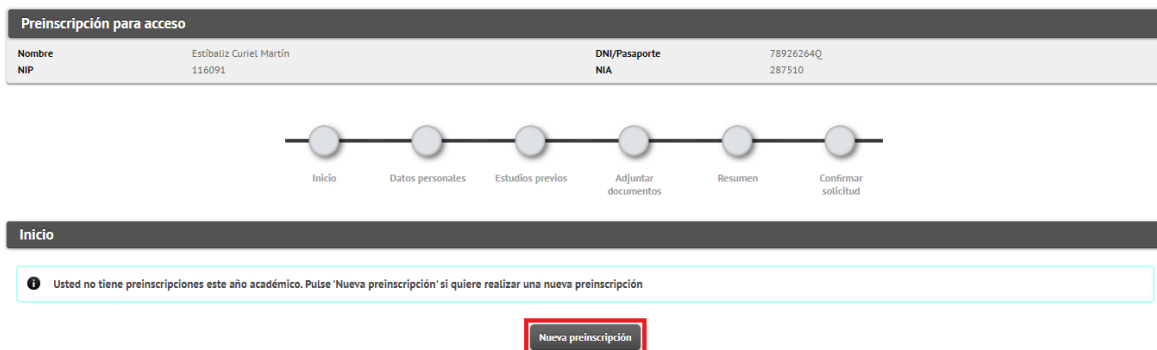 Preinscripción para acceso
Nombre Estíbaliz Curiel Martín DNI/Pasaporte 78926264Q
NIP 116091 NIA 287510
Inicio Datos personales Estudios previos Adjuntar documentos Resumen Confirmar solicitud
Inicio
Usted no tiene preinscripciones este año académico. Pulse 'Nueva preinscripción' si quiere realizar una nueva preinscripción
Nueva preinscripción